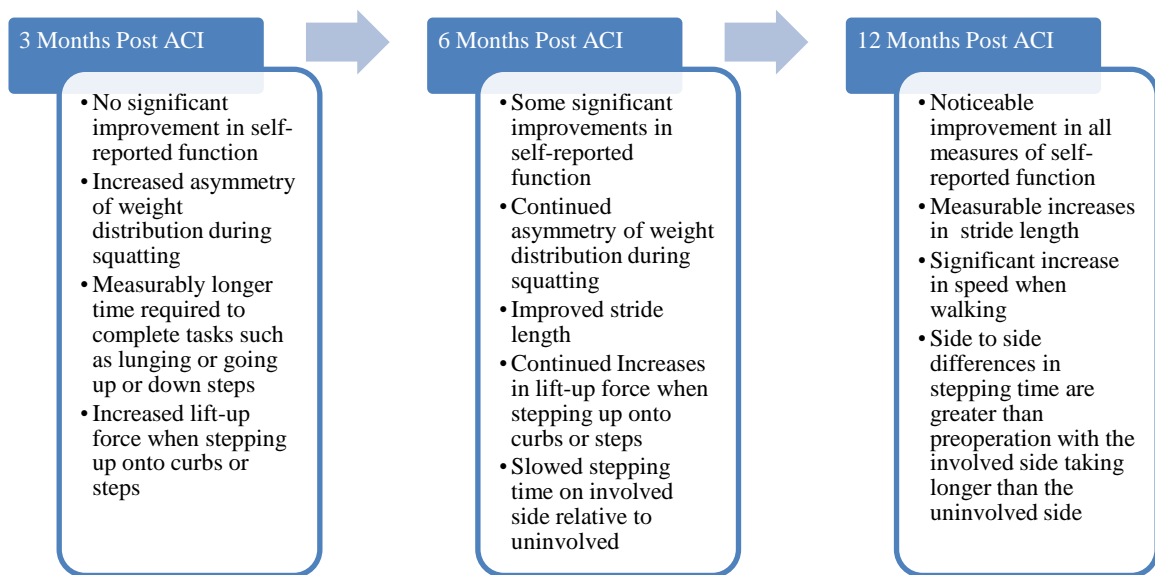 3 Months Post ACI
• No significant
improvement in self-
reported function
• Increased asymmetry
of weight
distribution during
squatting
• Measurably longer
time required to
complete tasks such
as lunging or going
up or down steps
• Increased lift-up
force when stepping
up onto curbs or
steps
6 Months Post ACI
• Some significant
improvements in
self-reported
function
• Continued
asymmetry of weight
distribution during
squatting
• Improved stride
length
• Continued Increases
in lift-up force when
stepping up onto
curbs or steps
• Slowed stepping
time on involved
side relative to
uninvolved
12 Months Post ACI
• Noticeable
improvement in all
measures of self-
reported function
• Measurable increases
in stride length
• Significant increase
in speed when
walking
• Side to side
differences in
stepping time are
greater than
preoperation with the
involved side taking
longer than the
uninvolved side